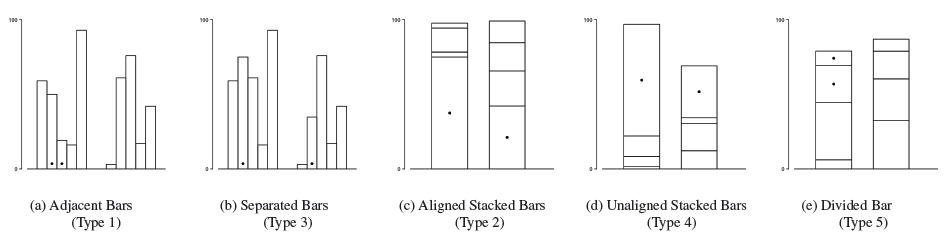 100
100
100
100
100
0
0
0
0
0
(a) Adjacent Bars
(Type 1)
(b) Separated Bars
(Type 3)
(c) Aligned Stacked Bars
(Type 2)
(d) Unaligned Stacked Bars
(Type 4)
(e) Divided Bar
(Type 5)